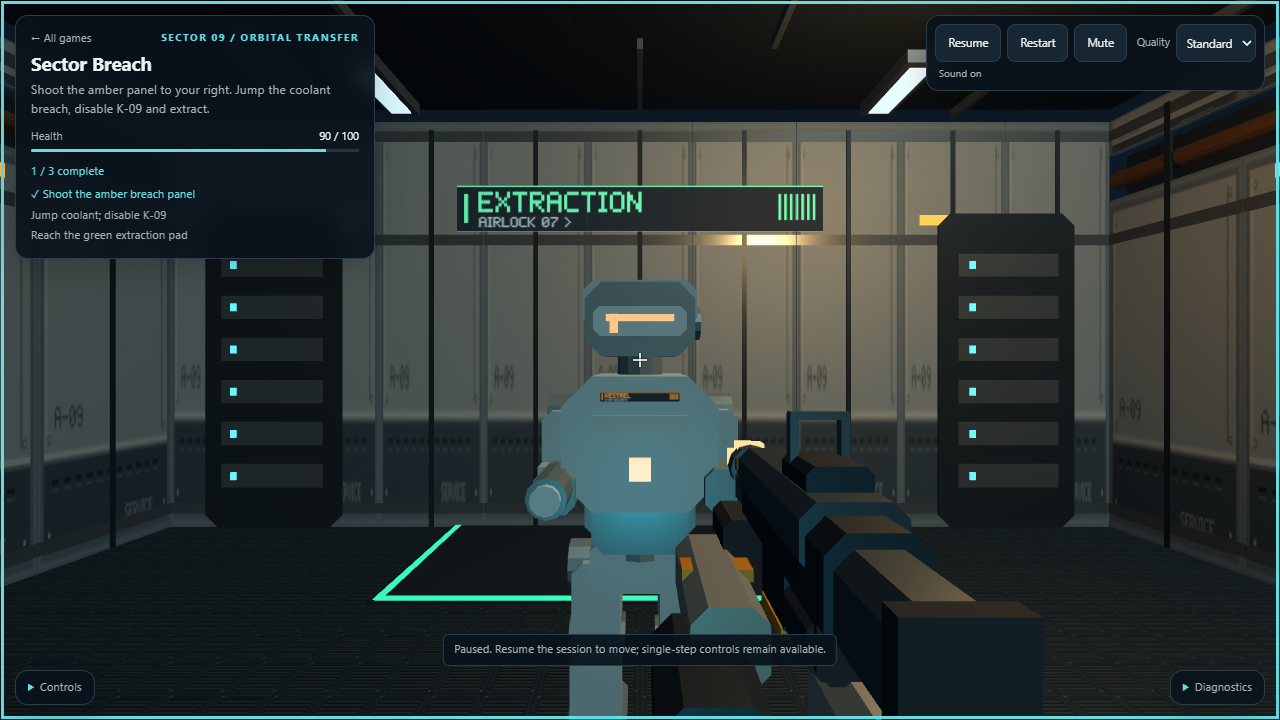 ← All games
SECTOR 09 / ORBITAL TRANSFER
Sector Breach
Shoot the amber panel to your right. Jump the coolant
breach, disable K-09 and extract.
Health 90 / 100
1 / 3 complete
✓ Shoot the amber breach panel
Jump coolant; disable K-09
Reach the green extraction pad
Resume Restart Mute Quality Standard
Sound on
EXTRACTION
AIRLOCK 07 >
A-09 A-09 A-09 A-09 A-09 A-09 A-09
A-09
KESTREL
SERVICE SERVICE SERVICE SERVICE
SERVICE
Paused. Resume the session to move; single-step controls remain available.
Controls
Diagnostics